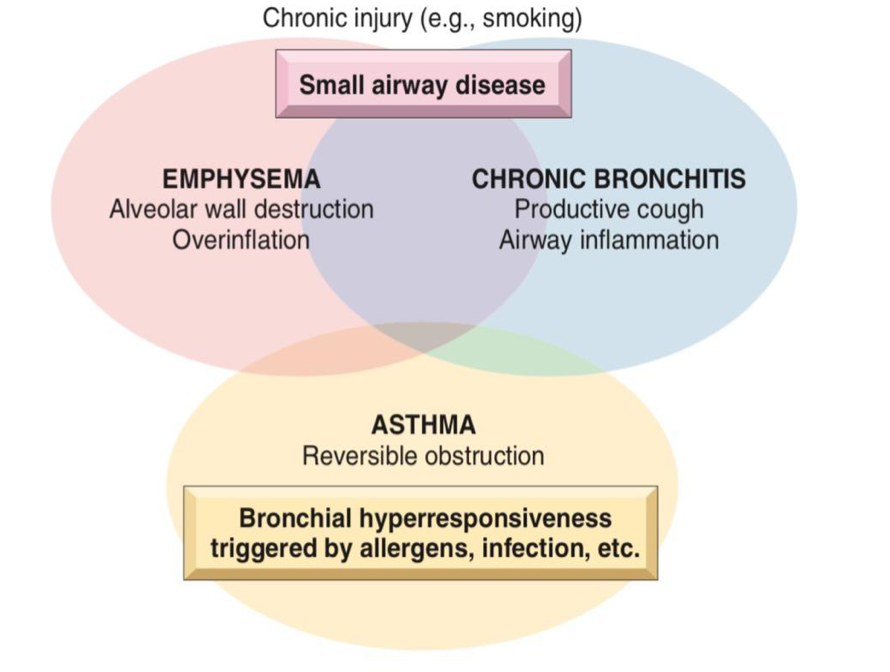 Chronic injury (e.g., smoking)
Small airway disease
EMPHYSEMA
Alveolar wall destruction
Overinflation
CHRONIC BRONCHITIS
Productive cough
Airway inflammation
ASTHMA
Reversible obstruction
Bronchial hyperresponsiveness
triggered by allergens, infection, etc.